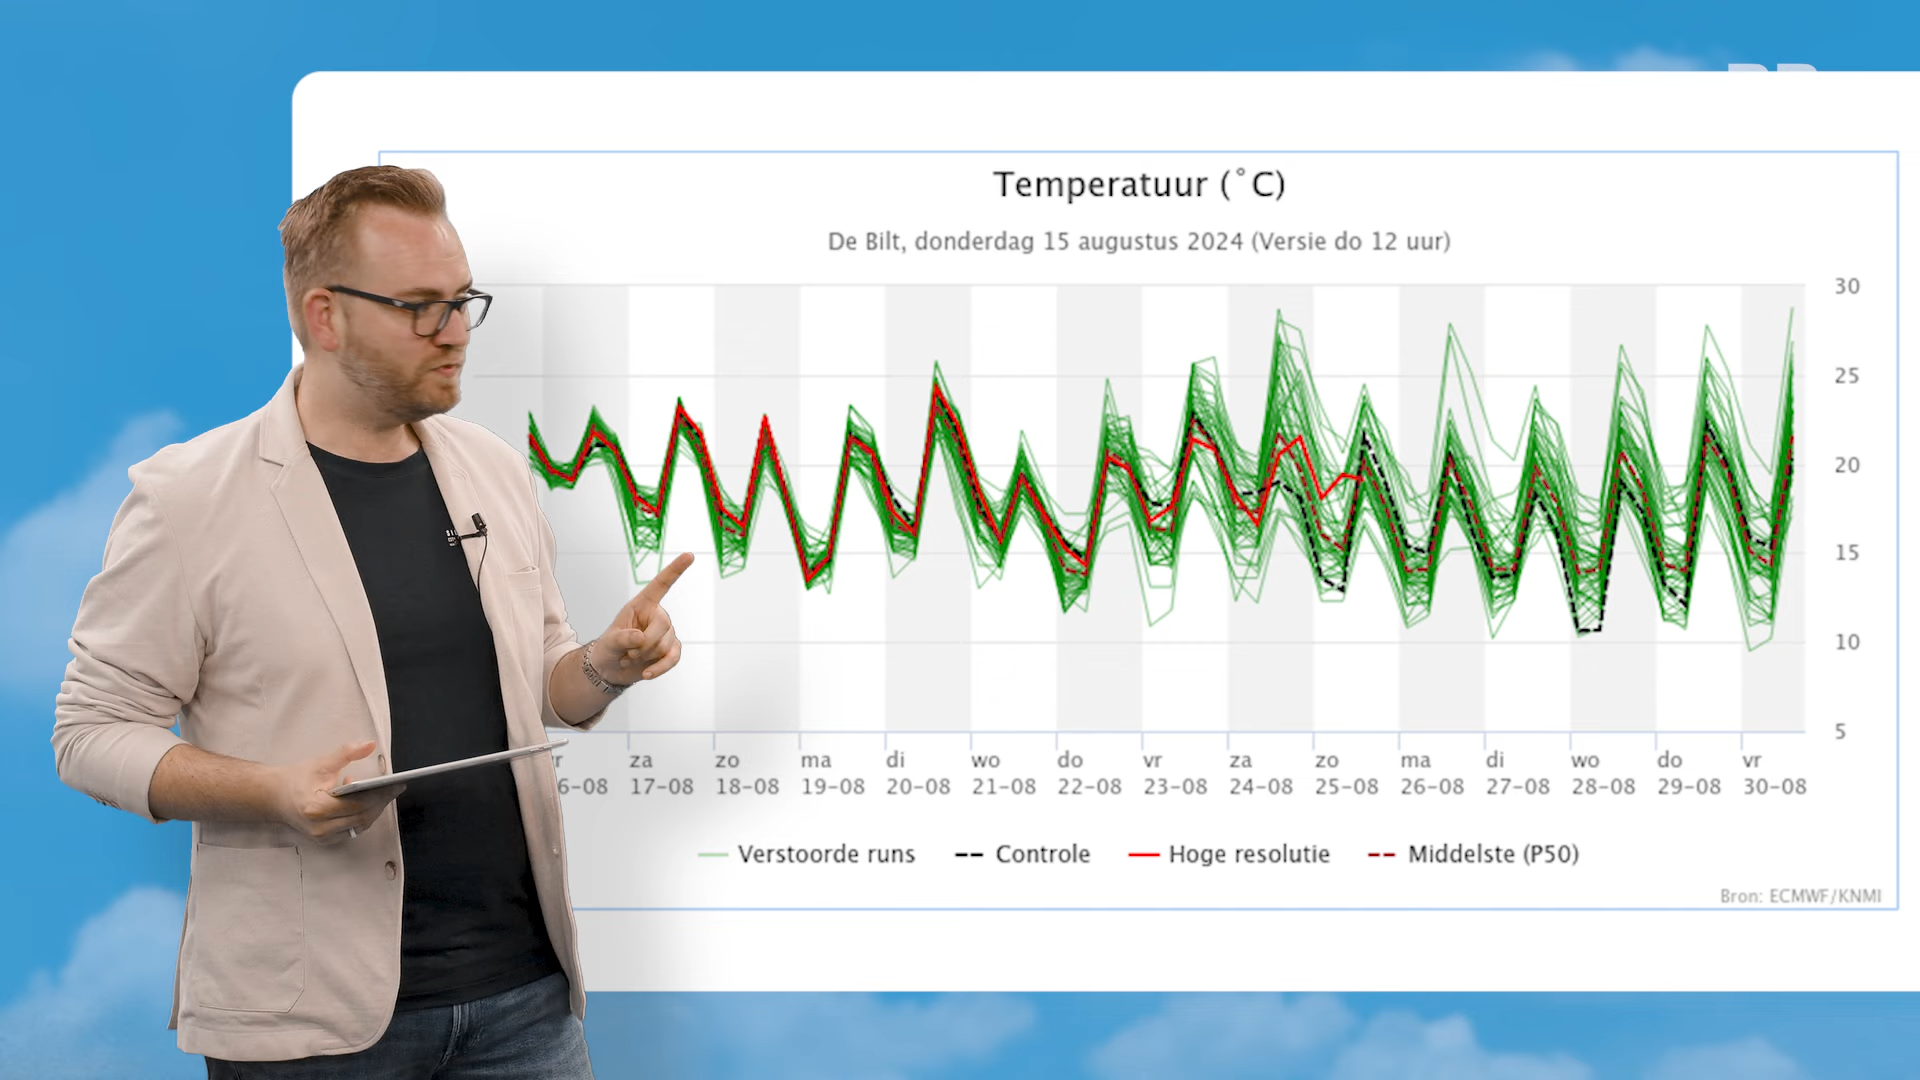 Temperatuur (°C)
De Bilt, donderdag 15 augustus 2024 (Versie do 12 uur)
30
25
20
15
10
5
za zo ma di wo do vr za zo ma di wo do vr
17-08 18-08 19-08 20-08 21-08 22-08 23-08 24-08 25-08 26-08 27-08 28-08 29-08 30-08
Verstoorde runs Controle Hoge resolutie Middelste (P50)
Bron: ECMWF/KNMI